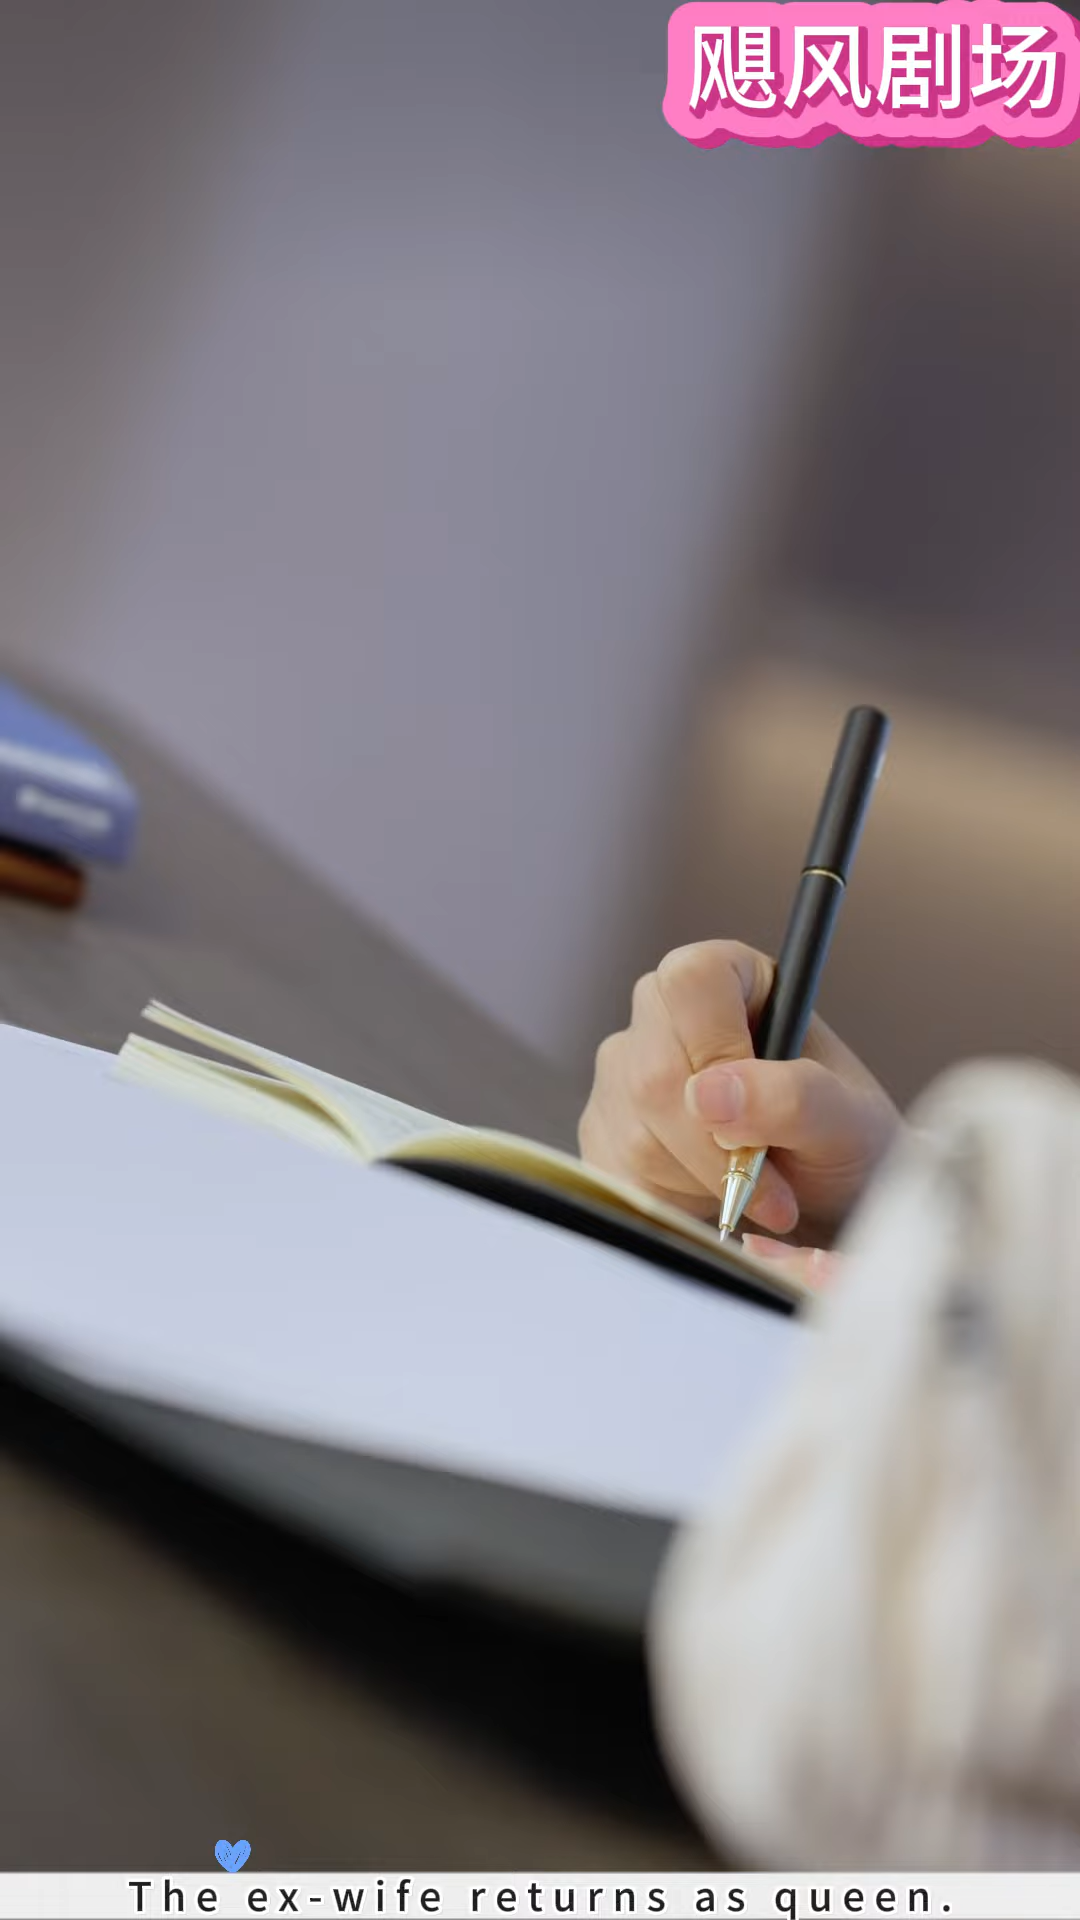 飓风剧场
The ex-wife returns as queen.